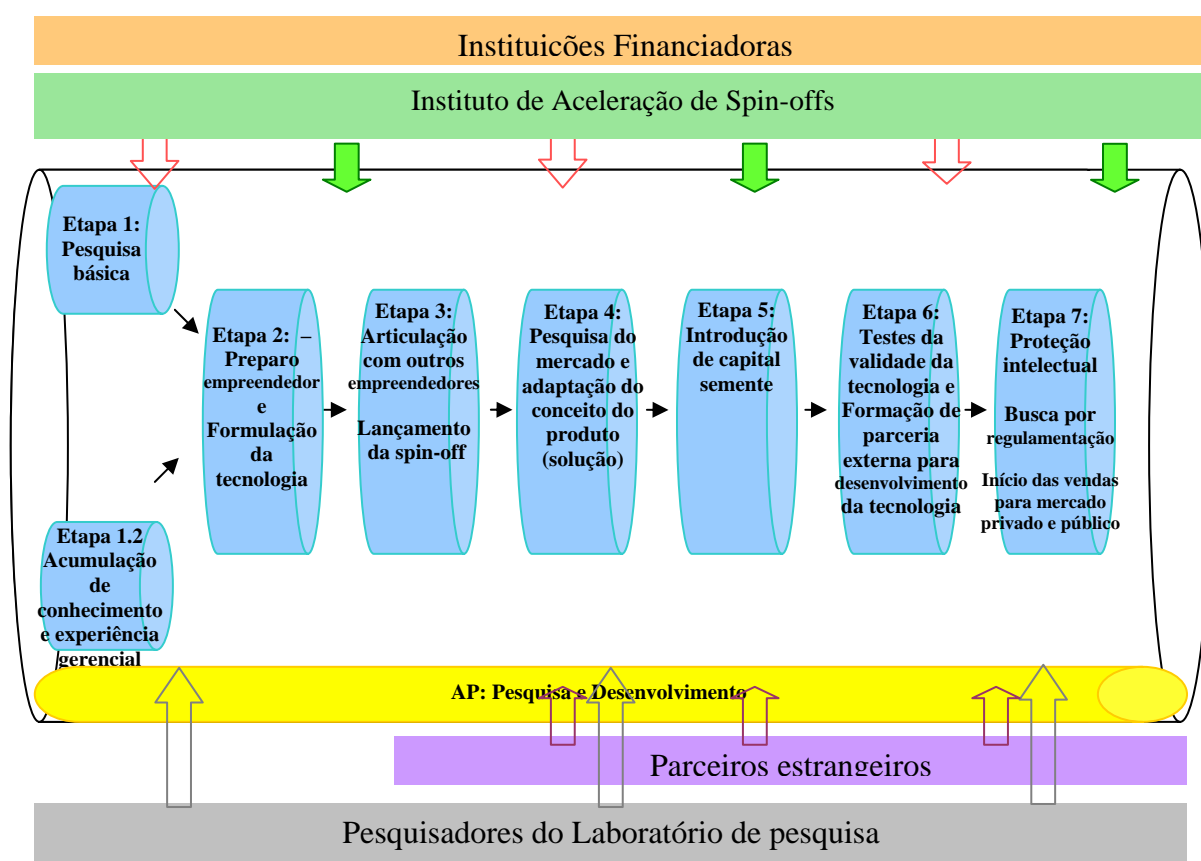 Instituicões Financiadoras
Instituto de Aceleração de Spin-offs
Etapa 1:
Pesquisa
básica
Etapa 1.2
Acumulação
de
conhecimento
e experiência
gerencial
Etapa 2: –
Preparo
empreendedor
e
Formulação
da
tecnologia
Etapa 3:
Articulação
com outros
empreendedores
Lançamento
da spin-off
Etapa 4:
Pesquisa do
mercado e
adaptação do
conceito do
produto
(solução)
Etapa 5:
Introdução
de capital
semente
Etapa 6:
Testes da
validade da
tecnologia e
Formação de
parceria
externa para
desenvolvimento
da tecnologia
Etapa 7:
Proteção
intelectual
Busca por
regulamentação
Início das vendas
para mercado
privado e público
AP: Pesquisa e Desenvolvimento
Parceiros estrangeiros
Pesquisadores do Laboratório de pesquisa